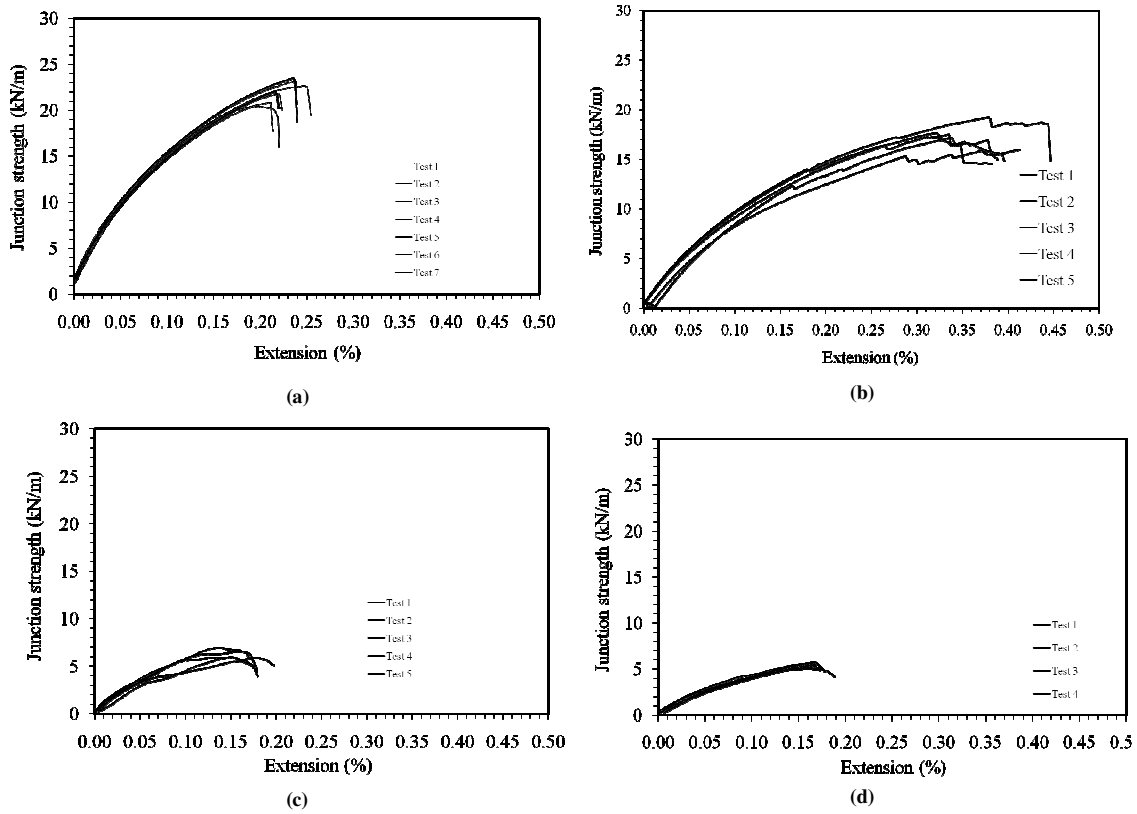 30
25
20
15
10
5
0
Junction strength (kN/m)
Test 1
Test 2
Test 3
Test 4
Test 5
Test 6
Test 7
0.00 0.05 0.10 0.15 0.20 0.25 0.30 0.35 0.40 0.45 0.50
Extension (%)
(a)
30
25
20
15
10
5
0
Junction strength (kN/m)
Test 1
Test 2
Test 3
Test 4
Test 5
0.00 0.05 0.10 0.15 0.20 0.25 0.30 0.35 0.40 0.45 0.50
Extension (%)
(b)
30
25
20
15
10
5
0
Junction strength (kN/m)
Test 1
Test 2
Test 3
Test 4
Test 5
0.00 0.05 0.10 0.15 0.20 0.25 0.30 0.35 0.40 0.45 0.50
Extension (%)
(c)
30
25
20
15
10
5
0
Junction strength (kN/m)
Test 1
Test 2
Test 3
Test 4
0.00 0.05 0.10 0.15 0.20 0.25 0.30 0.35 0.40 0.45 0.5
Extension (%)
(d)